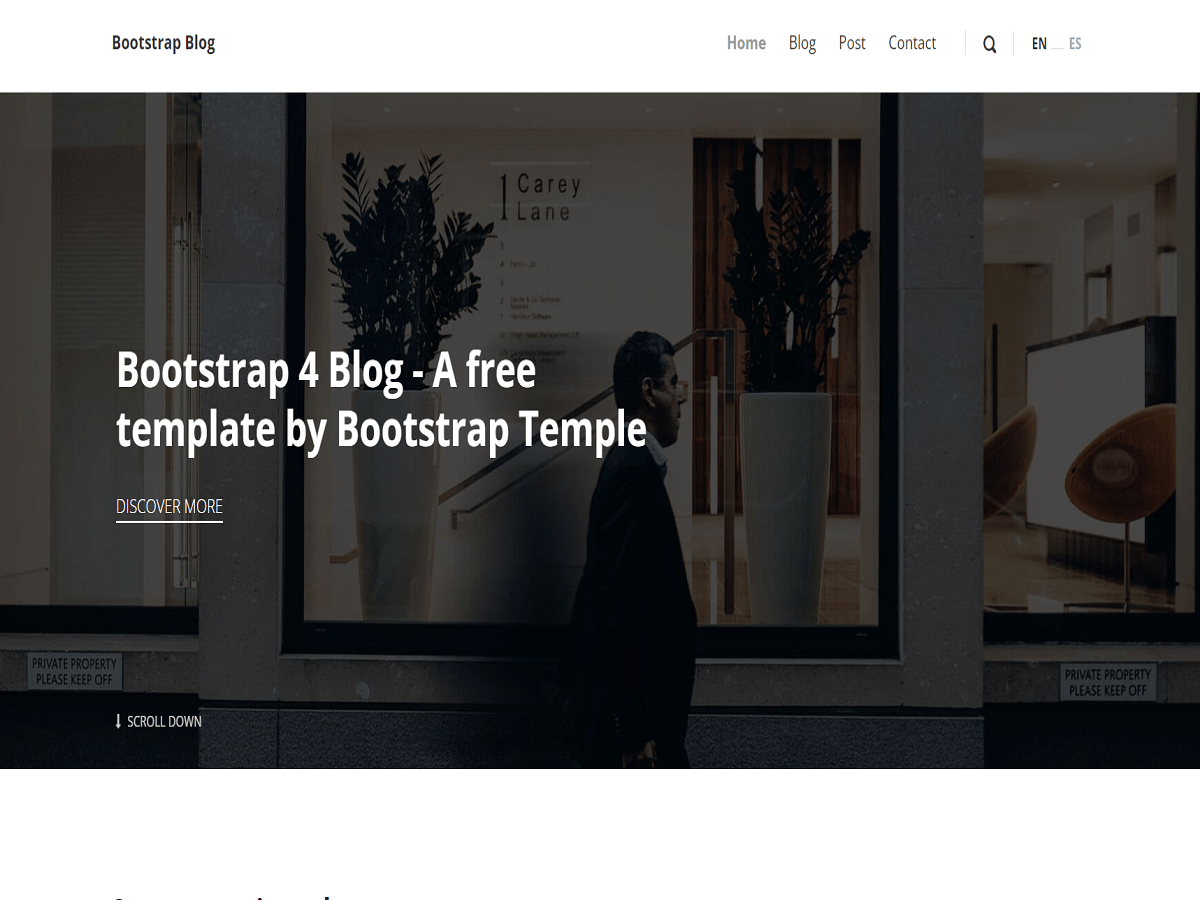 Bootstrap Blog
Home Blog Post Contact EN ES
1 Carey
Lane
Bootstrap 4 Blog - A free
template by Bootstrap Temple
DISCOVER MORE
PRIVATE PROPERTY
PLEASE KEEP OFF
PRIVATE PROPERTY
PLEASE KEEP OFF
SCROLL DOWN